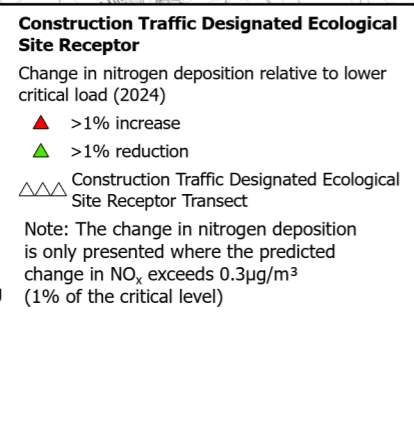 Construction Traffic Designated Ecological
Site Receptor
Change in nitrogen deposition relative to lower
critical load (2024)
>1% increase
>1% reduction
Construction Traffic Designated Ecological
Site Receptor Transect
Note: The change in nitrogen deposition
is only presented where the predicted
change in NOₓ exceeds 0.3µg/m³
(1% of the critical level)